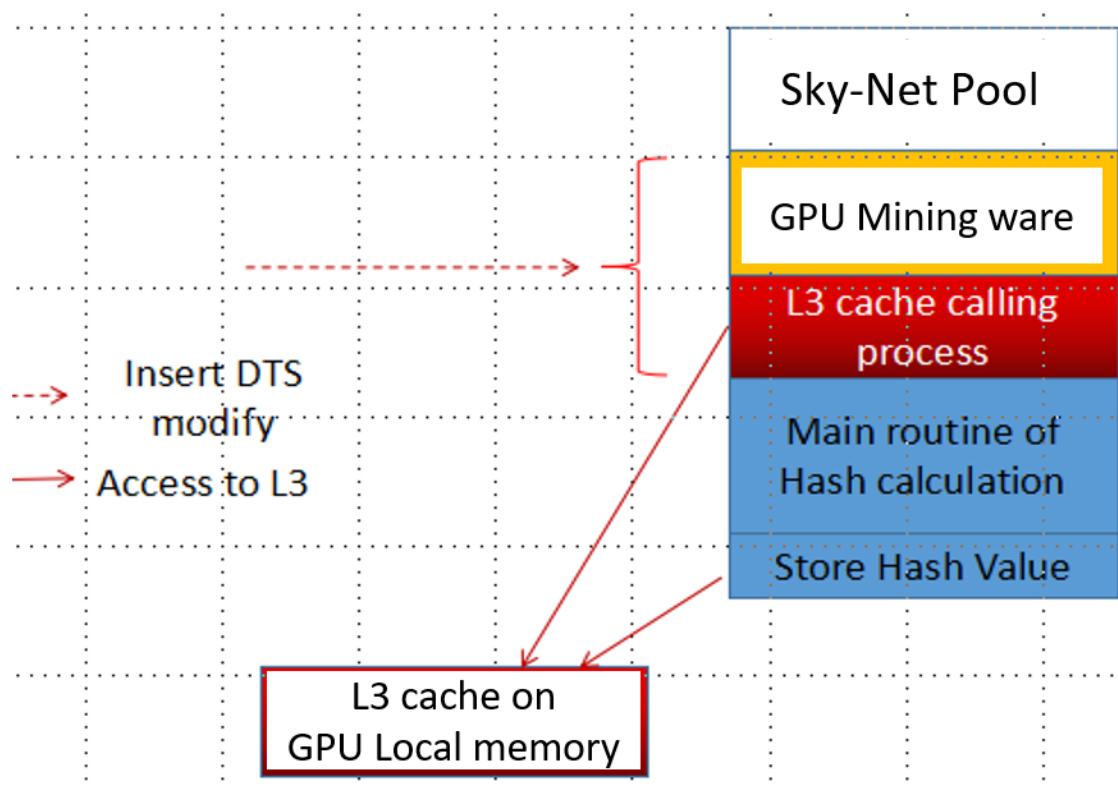 Sky-Net Pool
GPU Mining ware
L3 cache calling
process
Insert DTS
modify
Main routine of
Hash calculation
Access to L3
Store Hash Value
L3 cache on
GPU Local memory